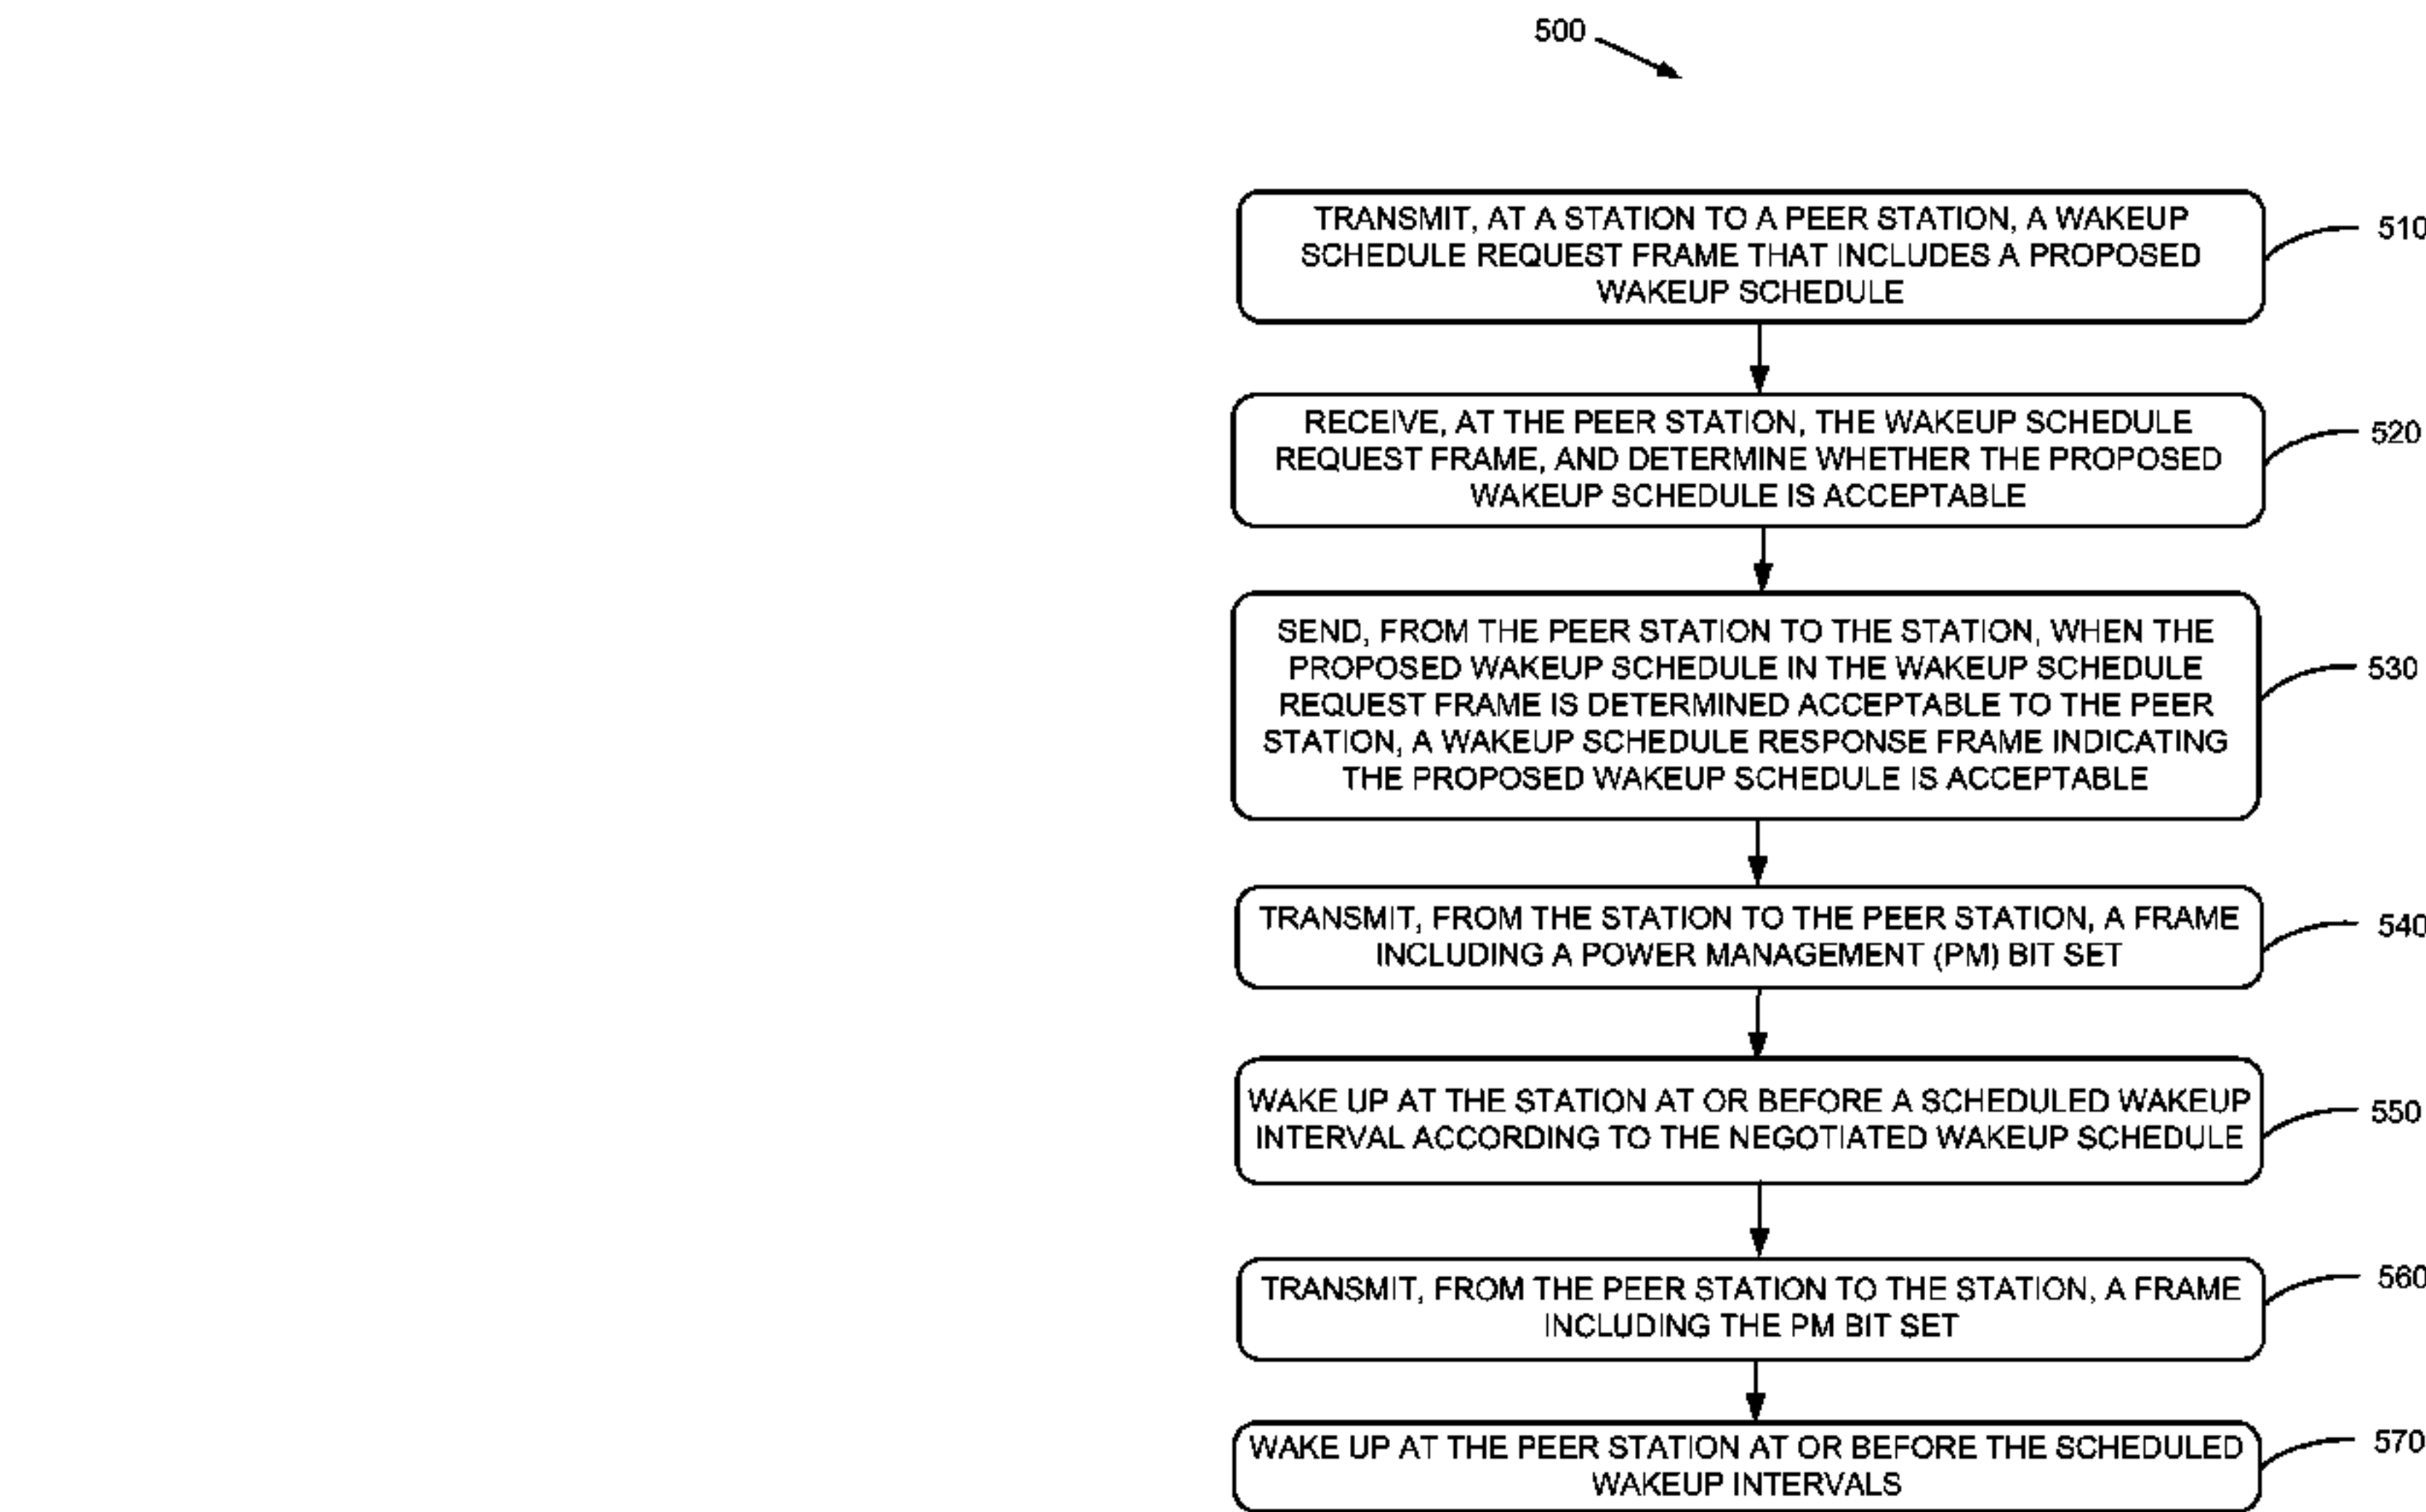 500
TRANSMIT, AT A STATION TO A PEER STATION, A WAKEUP
SCHEDULE REQUEST FRAME THAT INCLUDES A PROPOSED
WAKEUP SCHEDULE
510
RECEIVE, AT THE PEER STATION, THE WAKEUP SCHEDULE
REQUEST FRAME, AND DETERMINE WHETHER THE PROPOSED
WAKEUP SCHEDULE IS ACCEPTABLE
520
SEND, FROM THE PEER STATION TO THE STATION, WHEN THE
PROPOSED WAKEUP SCHEDULE IN THE WAKEUP SCHEDULE
REQUEST FRAME IS DETERMINED ACCEPTABLE TO THE PEER
STATION, A WAKEUP SCHEDULE RESPONSE FRAME INDICATING
THE PROPOSED WAKEUP SCHEDULE IS ACCEPTABLE
530
TRANSMIT, FROM THE STATION TO THE PEER STATION, A FRAME
INCLUDING A POWER MANAGEMENT (PM) BIT SET
540
WAKE UP AT THE STATION AT OR BEFORE A SCHEDULED WAKEUP
INTERVAL ACCORDING TO THE NEGOTIATED WAKEUP SCHEDULE
550
TRANSMIT, FROM THE PEER STATION TO THE STATION, A FRAME
INCLUDING THE PM BIT SET
560
WAKE UP AT THE PEER STATION AT OR BEFORE THE SCHEDULED
WAKEUP INTERVALS
570